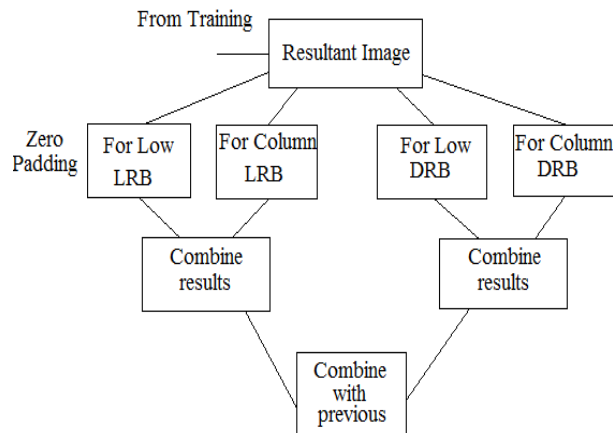 From Training
Resultant Image
Zero
Padding
For Low
LRB
For Column
LRB
For Low
DRB
For Column
DRB
Combine
results
Combine
results
Combine
with
previous